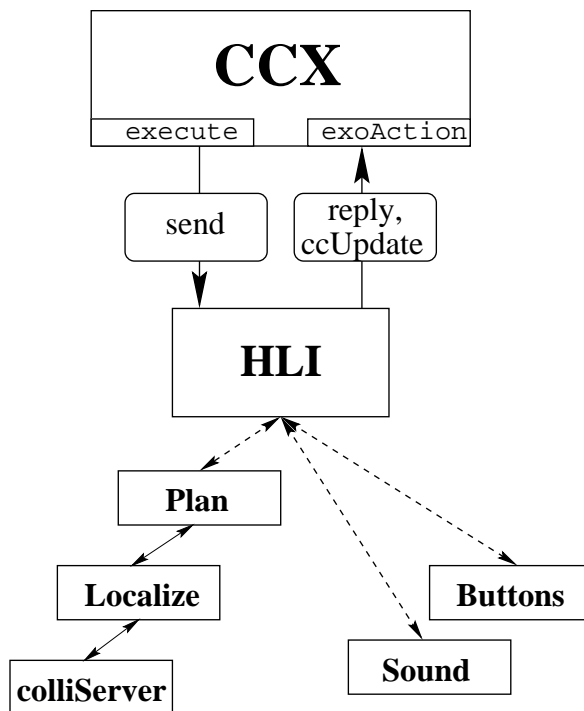 CCX
execute
exoAction
send
reply,
ccUpdate
HLI
Plan
Localize
Buttons
Sound
colliServer